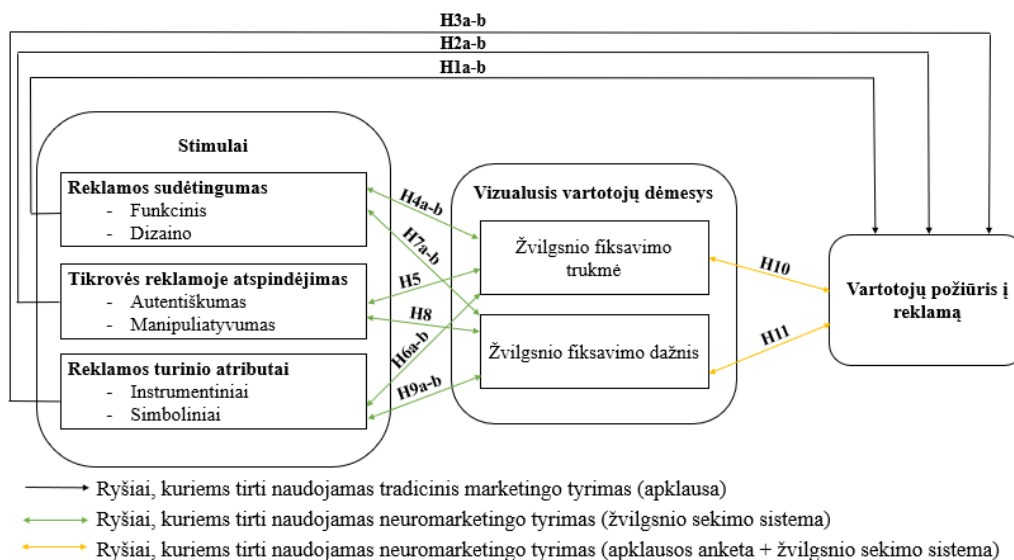 H3a-b
H2a-b
H1a-b
Stimulai
Reklamos sudėtingumas
- Funkcinis
- Dizaino
Tikrovės reklamoje atspindėjimas
- Autentiškumas
- Manipuliatyvumas
Reklamos turinio atributai
- Instrumentiniai
- Simboliniai
H4a-b
H7a-b
H5
H8
H6a-b
H9a-b
Vizualusis vartotojų dėmesys
Žvilgsnio fiksavimo
trukmė
Žvilgsnio fiksavimo dažnis
H10
H11
Vartotojų požiūris į
reklamą
Ryšiai, kuriems tirti naudojamas tradicinis marketingo tyrimas (apklausa)
Ryšiai, kuriems tirti naudojamas neuromarketingo tyrimas (žvilgsnio sekimo sistema)
Ryšiai, kuriems tirti naudojamas neuromarketingo tyrimas (apklausos anketa + žvilgsnio sekimo sistema)